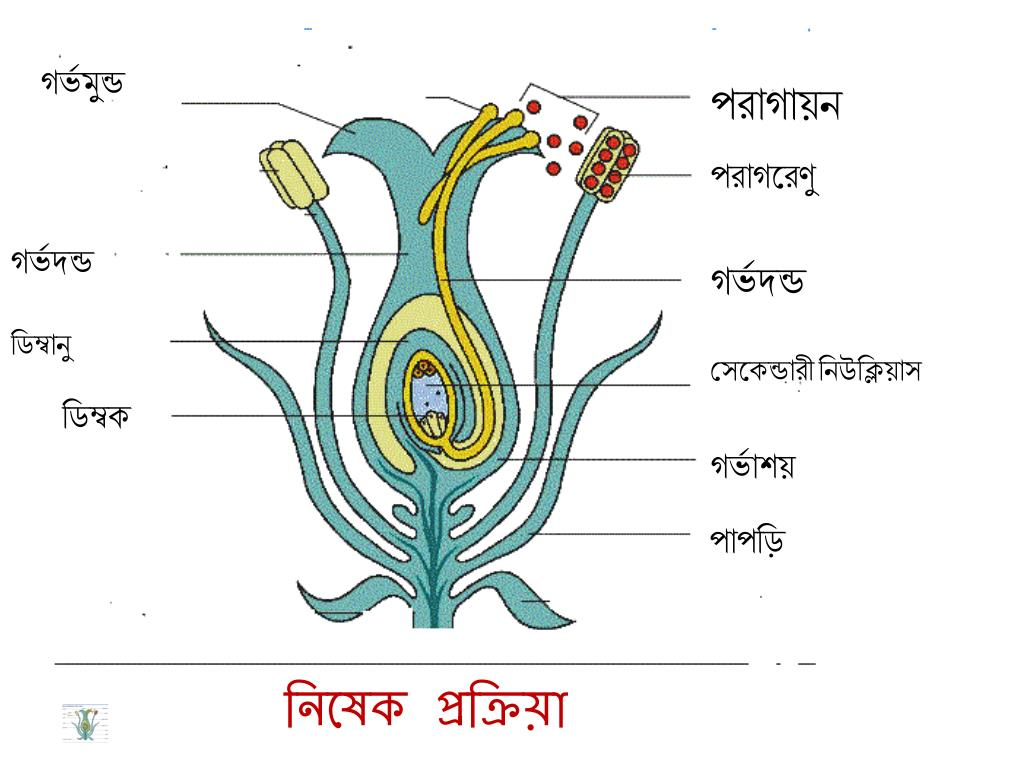 গর্ভমুন্ড
পরাগায়ন
পরাগরেণু
গর্ভদন্ড
গর্ভদন্ড
ডিম্বানু
সেকেন্ডারী নিউক্লিয়াস
ডিম্বক
গর্ভাশয়
পাপড়ি
নিষেক প্রক্রিয়া